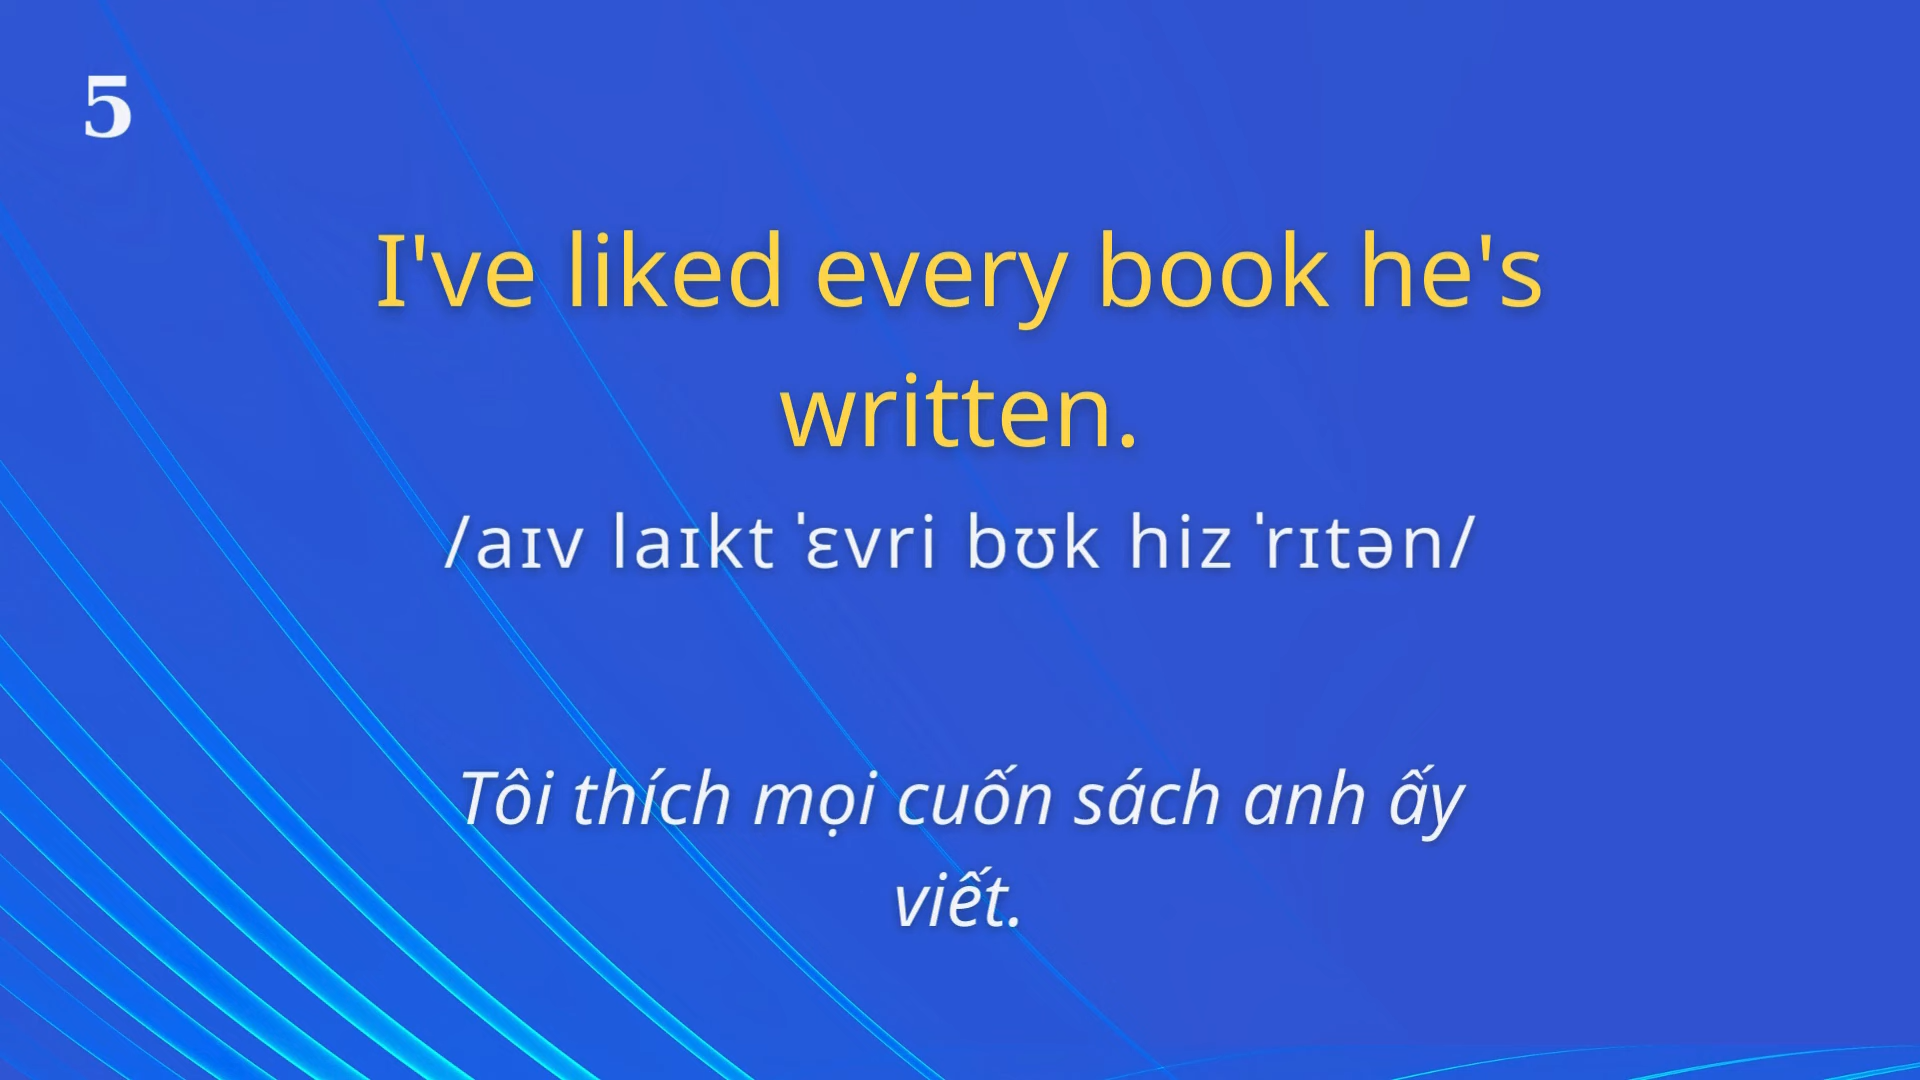 5
I've liked every book he's
written.
/aɪv laɪkt ˈɛvri bʊk hiz ˈrɪtən/
Tôi thích mọi cuốn sách anh ấy
viết.